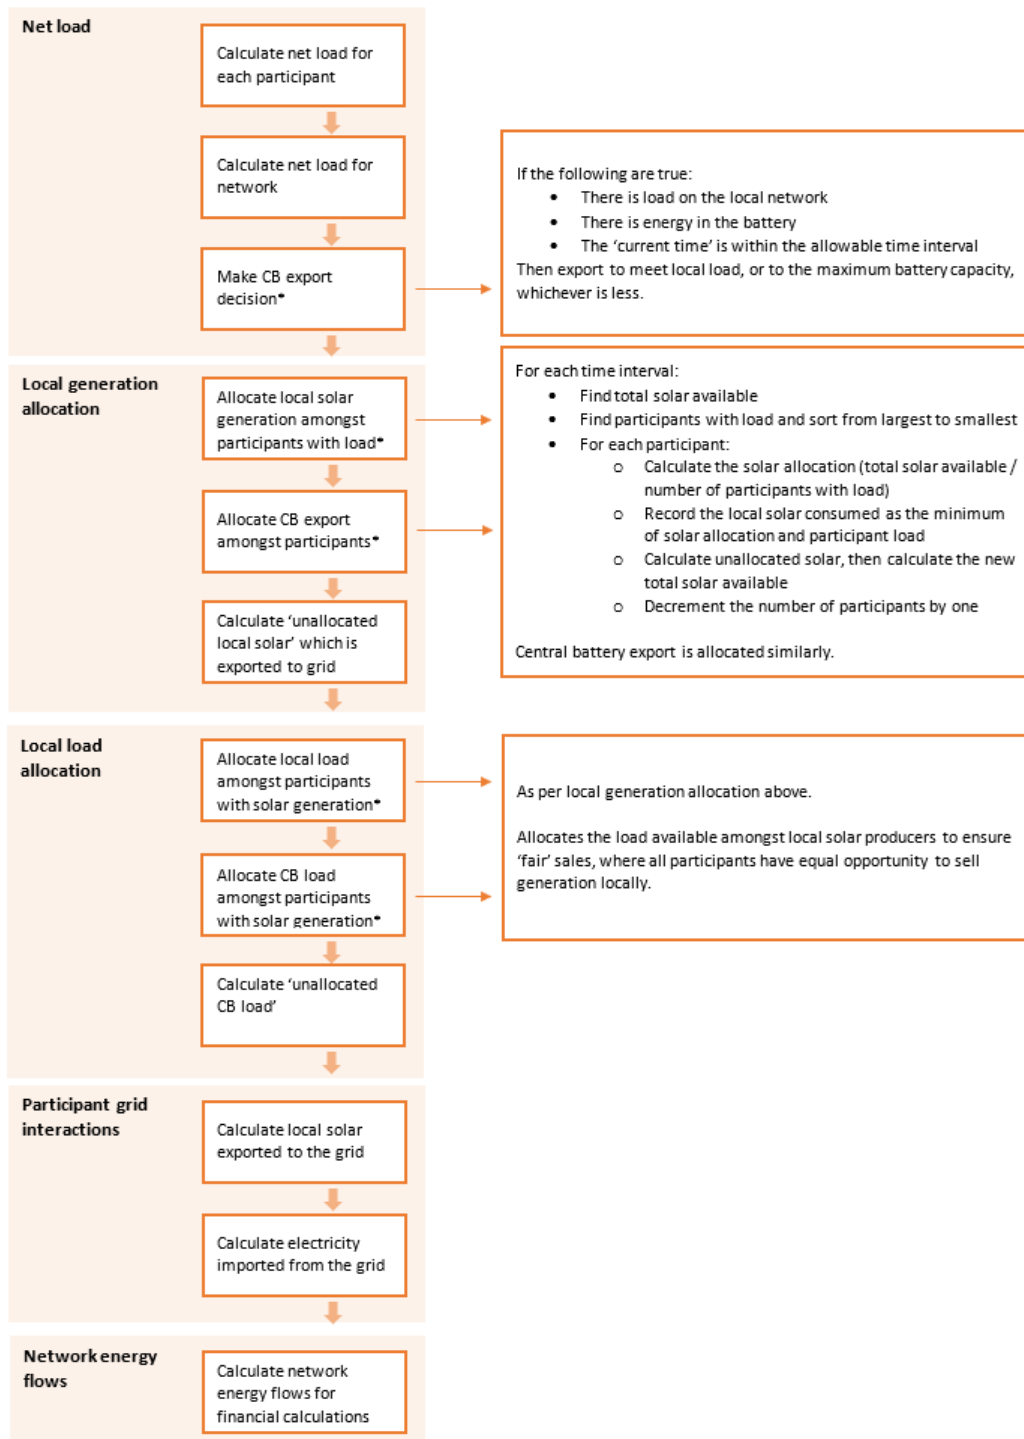 Net load
Calculate net load for
each participant
Calculate net load for
network
Make CB export
decision*
If the following are true:
• There is load on the local network
• There is energy in the battery
• The ‘current time’ is within the allowable time interval
Then export to meet local load, or to the maximum battery capacity,
whichever is less.
Local generation
allocation
Allocate local solar
generation amongst
participants with load*
Allocate CB export
amongst participants*
Calculate ‘unallocated
local solar’ which is
exported to grid
For each time interval:
• Find total solar available
• Find participants with load and sort from largest to smallest
• For each participant:
o Calculate the solar allocation (total solar available /
number of participants with load)
o Record the local solar consumed as the minimum
of solar allocation and participant load
o Calculate unallocated solar, then calculate the new
total solar available
o Decrement the number of participants by one
Central battery export is allocated similarly.
Local load
allocation
Allocate local load
amongst participants
with solar generation*
Allocate CB load
amongst participants
with solar generation*
Calculate ‘unallocated
CB load’
As per local generation allocation above.
Allocates the load available amongst local solar producers to ensure
‘fair’ sales, where all participants have equal opportunity to sell
generation locally.
Participant grid
interactions
Calculate local solar
exported to the grid
Calculate electricity
imported from the grid
Network energy
flows
Calculate network
energy flows for
financial calculations